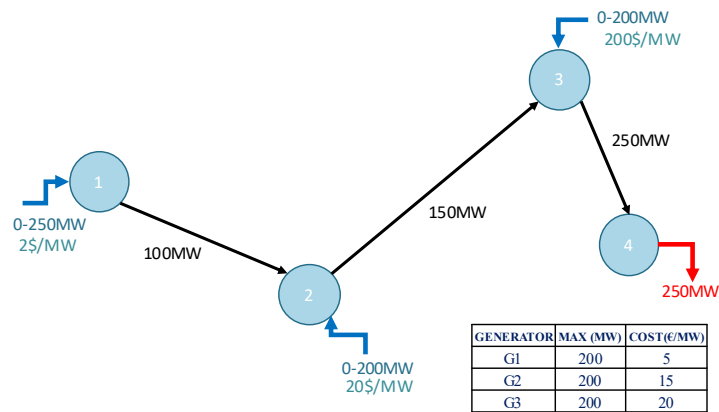 0-200MW
200$/MW
3
250MW
1
0-250MW
2$/MW
150MW
100MW
4
2
250MW
0-200MW
20$/MW
GENERATOR MAX (MW) COST(€/MW)
G1 200 5
G2 200 15
G3 200 20